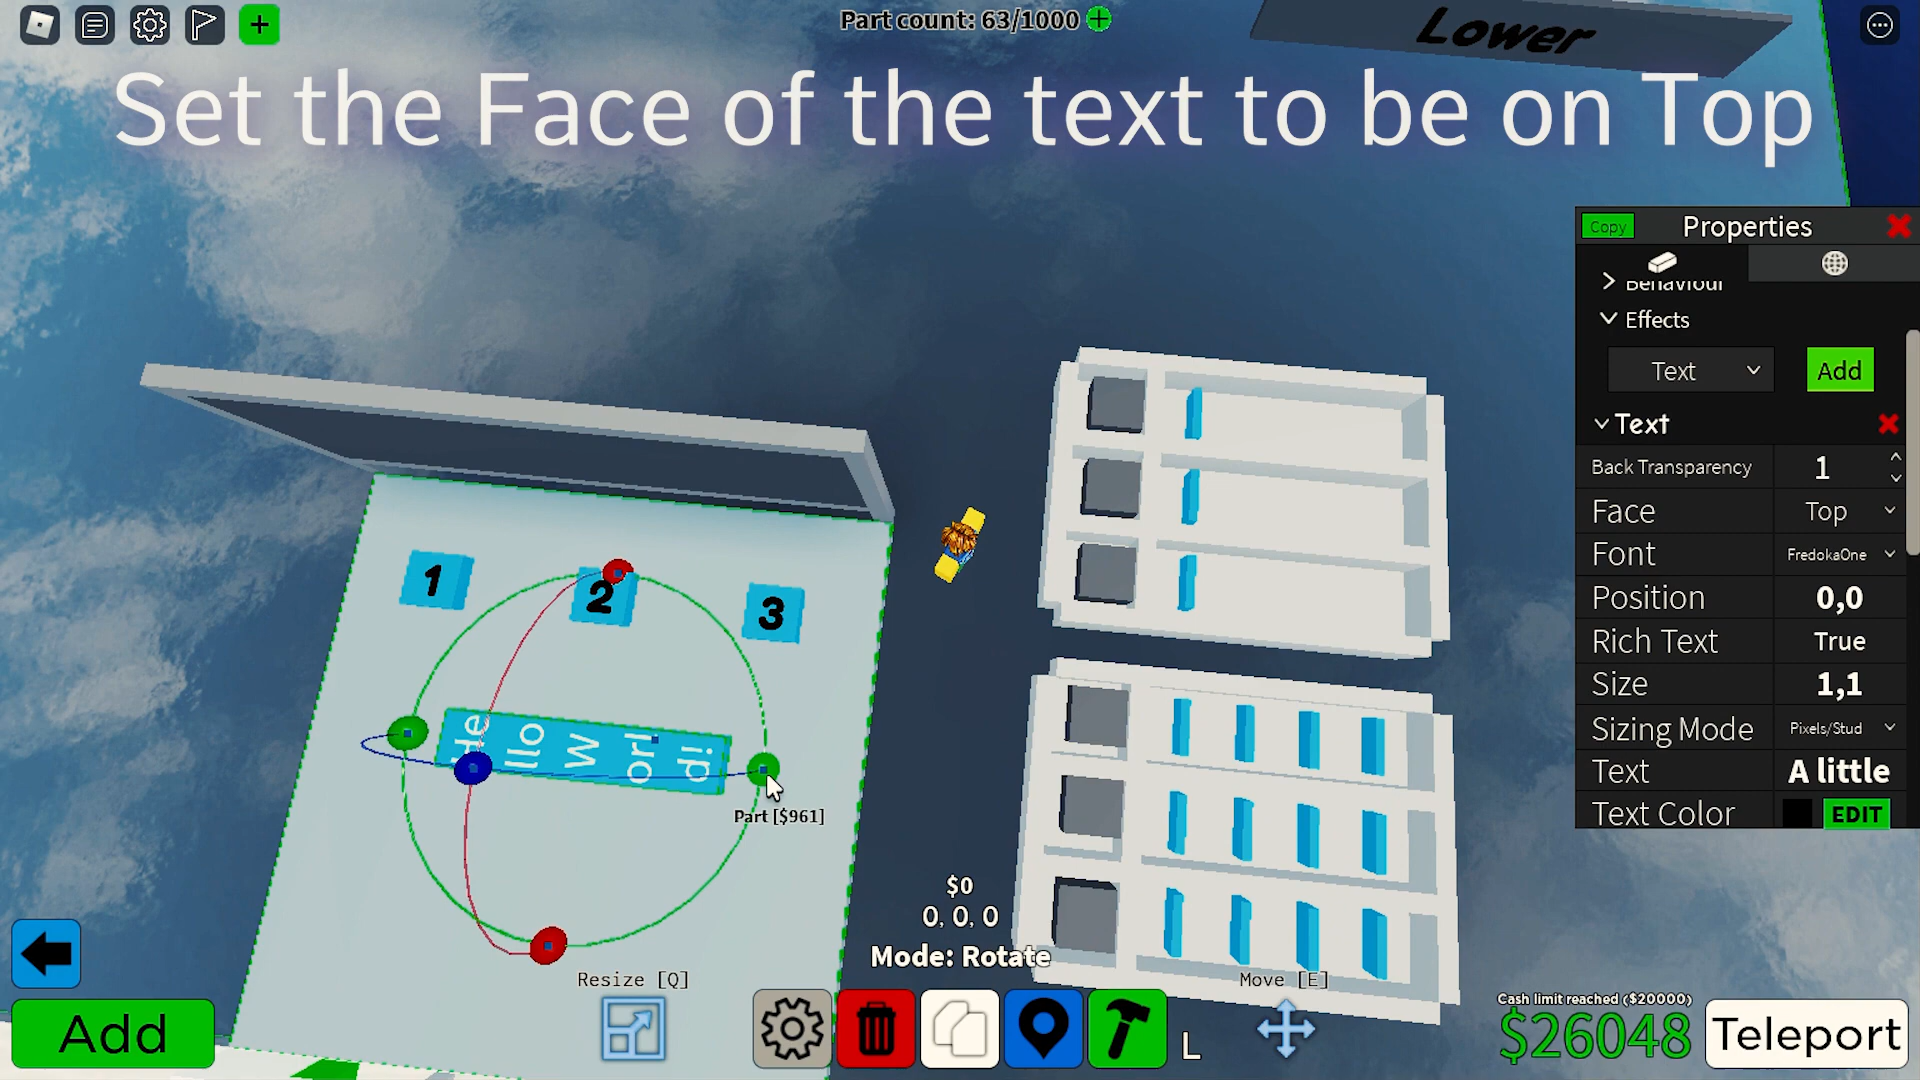 Part count: 63/1000
Lower
Set the Face of the text to be on Top
Copy
Properties
Behaviour
Effects
Text
Add
Text
Back Transparency 1
Face Top
Font FredokaOne
Position 0,0
Rich Text True
Size 1,1
Sizing Mode Pixels/Stud
Text A little
Text Color EDIT
1
2
3
He
llo
W
orl
d!
Part [$961]
$0
0, 0, 0
Mode: Rotate
Resize [Q]
Move [E]
L
Add
Cash limit reached ($20000)
$26048
Teleport